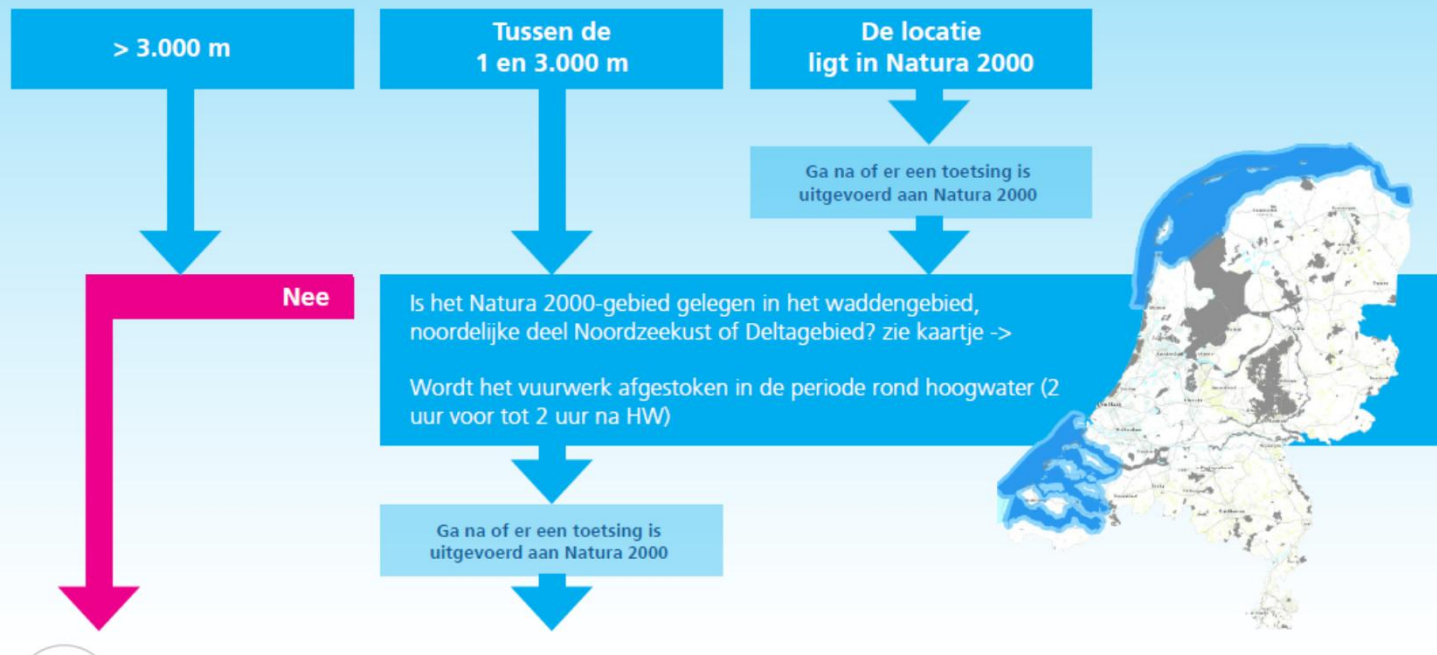 > 3.000 m
Tussen de
1 en 3.000 m
De locatie
ligt in Natura 2000
Ga na of er een toetsing is
uitgevoerd aan Natura 2000
Nee
Is het Natura 2000-gebied gelegen in het waddengebied,
noordelijke deel Noordzeekust of Deltagebied? zie kaartje ->
Wordt het vuurwerk afgestoken in de periode rond hoogwater (2
uur voor tot 2 uur na HW)
Ga na of er een toetsing is
uitgevoerd aan Natura 2000